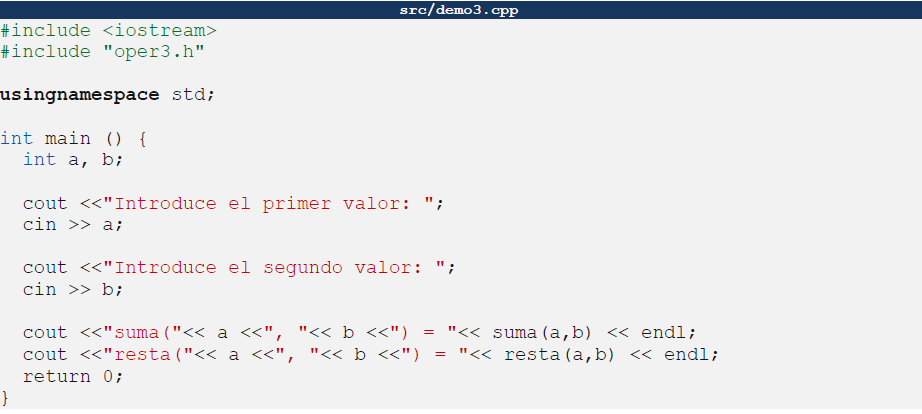 src/demo3.cpp
#include <iostream>
#include "oper3.h"
usingnamespace std;
int main () {
int a, b;
cout <<"Introduce el primer valor: ";
cin >> a;
cout <<"Introduce el segundo valor: ";
cin >> b;
cout <<"suma("<< a <<", "<< b <<") = "<< suma(a,b) << endl;
cout <<"resta("<< a <<", "<< b <<") = "<< resta(a,b) << endl;
return 0;
}